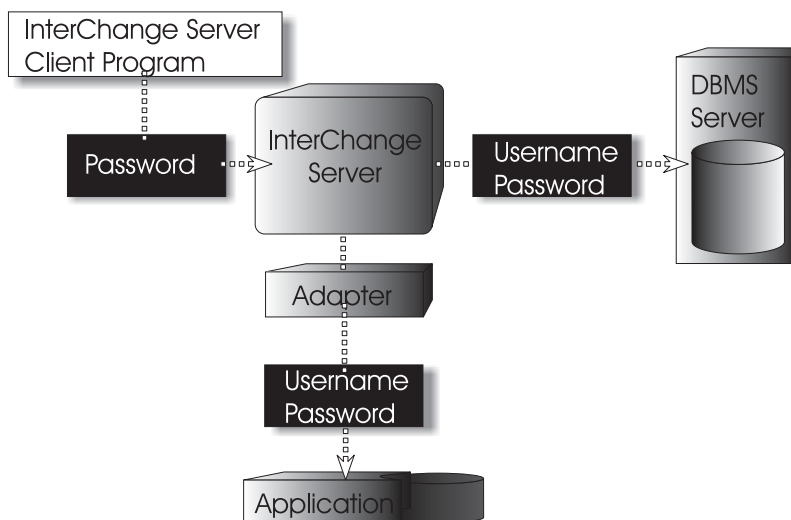 InterChange Server
Client Program
Password
InterChange
Server
Username
Password
DBMS
Server
Adapter
Username
Password
Application